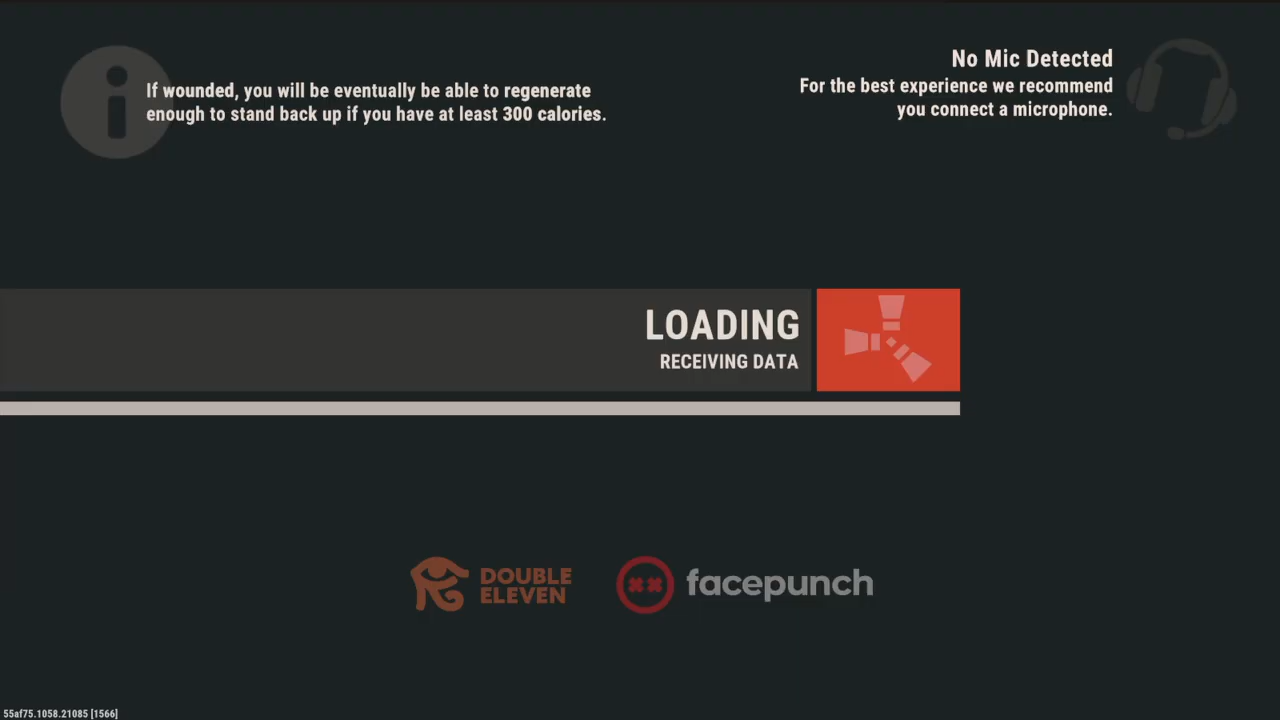 If wounded, you will be eventually be able to regenerate
enough to stand back up if you have at least 300 calories.
No Mic Detected
For the best experience we recommend
you connect a microphone.
LOADING
RECEIVING DATA
DOUBLE
ELEVEN
facepunch
55af75.1058.21085 [1566]